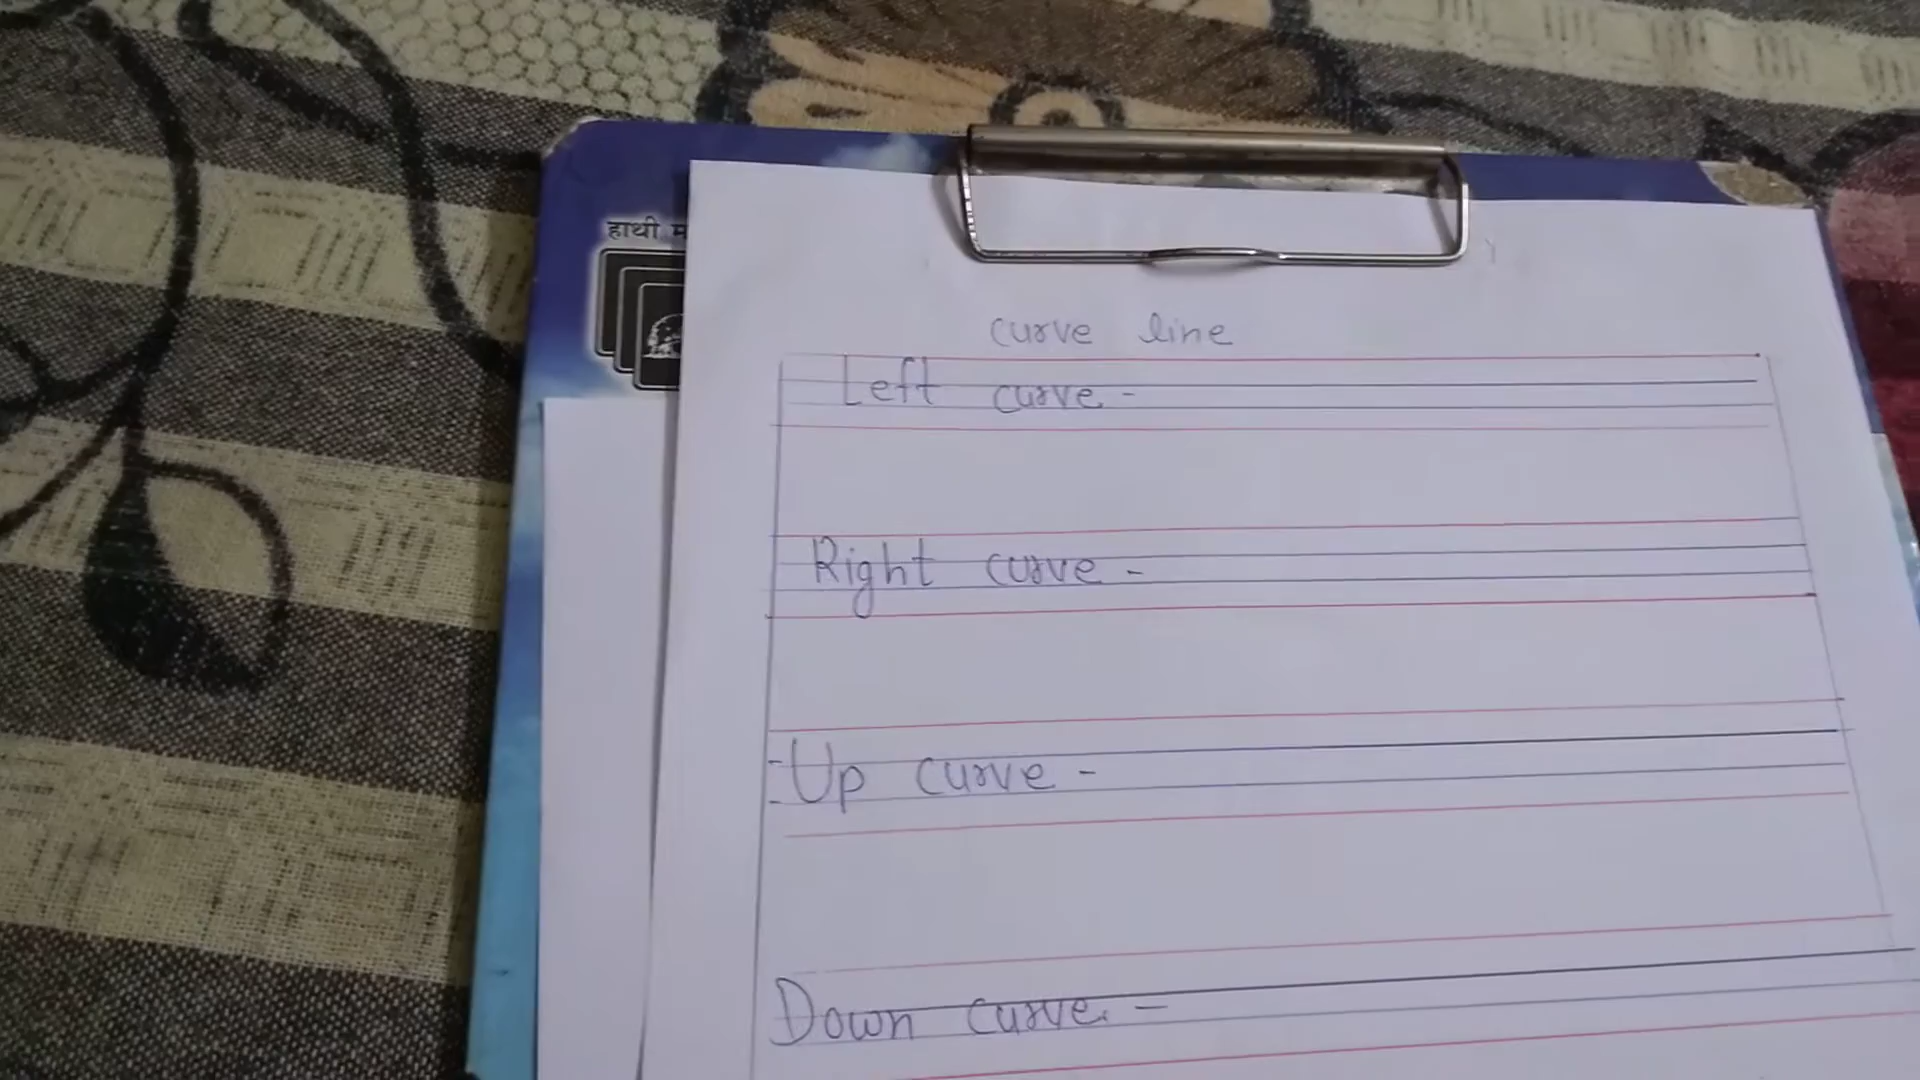 हाथी
curve line
Left curve -
Right curve -
Up curve -
Down curve. -